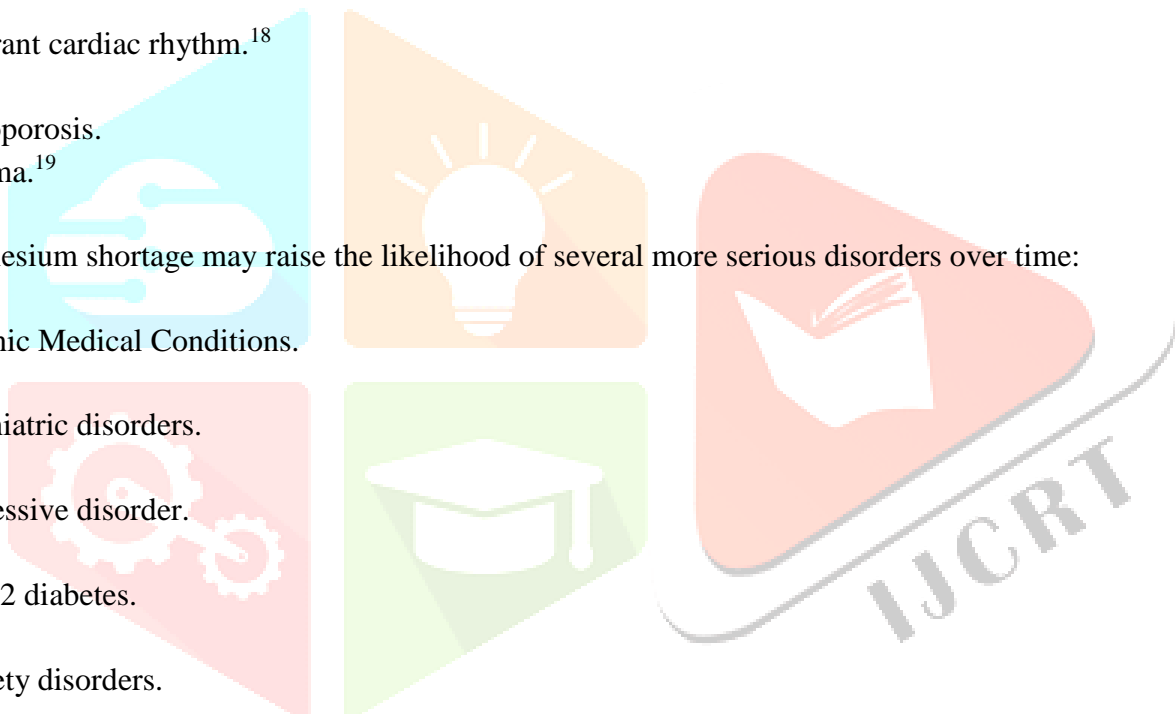 rant cardiac rhythm.18
porosis.
ma.19
esium shortage may raise the likelihood of several more serious disorders over time:
nic Medical Conditions.
iatric disorders.
essive disorder.
2 diabetes.
ety disorders.
IJCRT